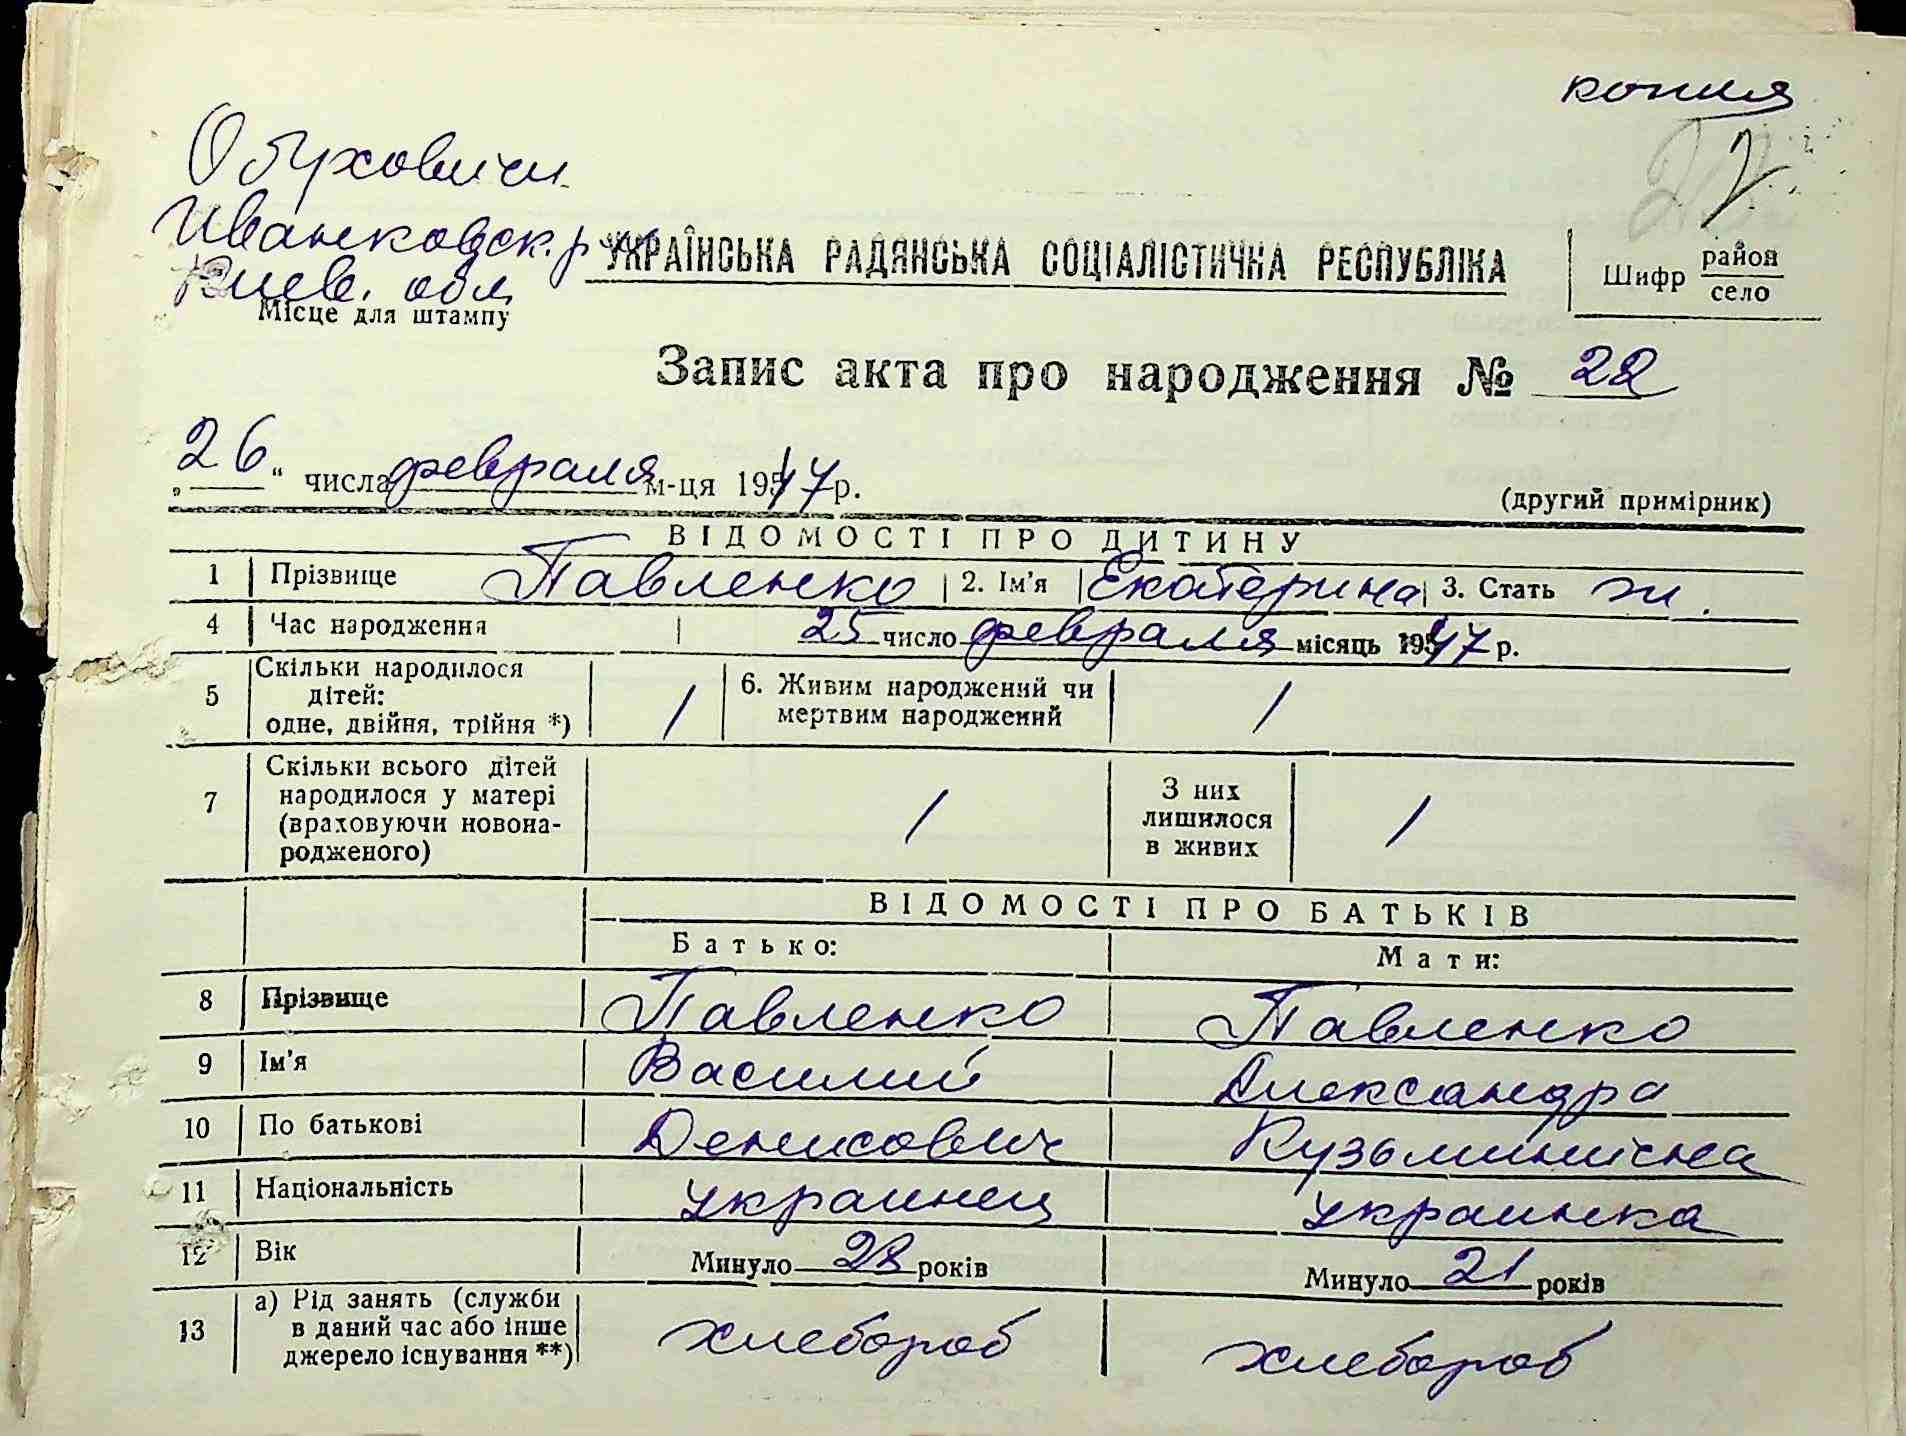 копия
2
Обуховичи
Иванковск. р-н
Киев. обл
Місце для штампу
УКРАЇНСЬКА РАДЯНСЬКА СОЦІАЛІСТИЧНА РЕСПУБЛІКА
Шифр район
село
Запис акта про народження № 22
„26“ числа февраля м-ця 1947 р.
(другий примірник)
ВІДОМОСТІ ПРО ДИТИНУ
1 Прізвище Павленко 2. Ім'я Екатерина 3. Стать ж.
4 Час народження 25 число февраля місяць 1947 р.
5 Скільки народилося дітей: одне, двійня, трійня *) 1 6. Живим народжений чи мертвим народжений 1
7 Скільки всього дітей народилося у матері (враховуючи новонародженого) 1 З них лишилося в живих 1
ВІДОМОСТІ ПРО БАТЬКІВ
Батько: Мати:
8 Прізвище Павленко Павленко
9 Ім'я Василий Александра
10 По батькові Денисович Кузьминична
11 Національність украинец украинка
12 Вік Минуло 28 років Минуло 21 років
13 а) Рід занять (служби в даний час або інше джерело існування **) хлебороб хлебороб